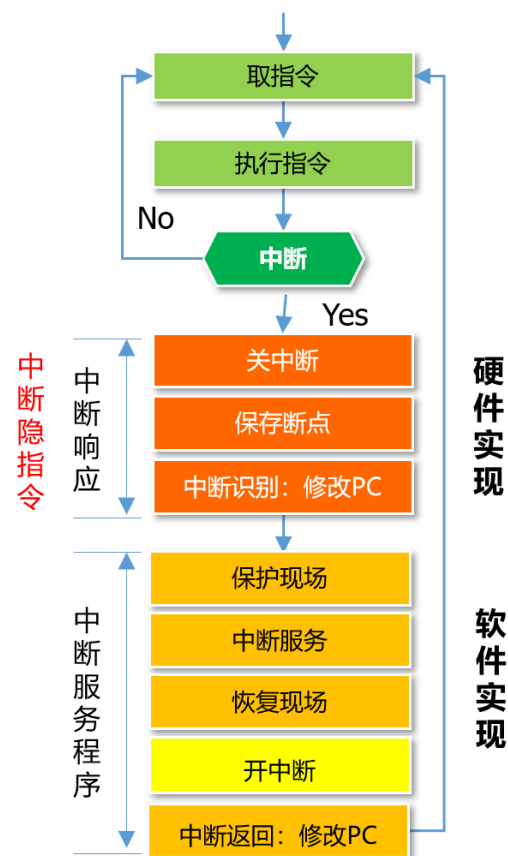 取指令
执行指令
No
中断
Yes
中断隐指令
中断响应
关中断
保存断点
中断识别：修改PC
硬件实现
中断服务程序
保护现场
中断服务
恢复现场
开中断
中断返回：修改PC
软件实现